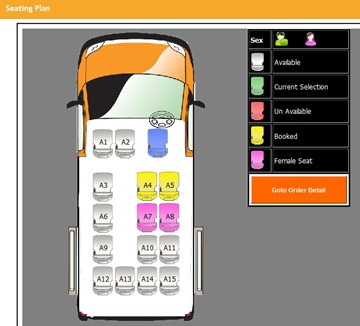 Seating Plan
Sex
Available
Current Selection
Un Available
Booked
Female Seat
Goto Order Detail
A1 A2
A3 A4 A5
A6 A7 A8
A9 A10 A11
A12 A13 A14 A15